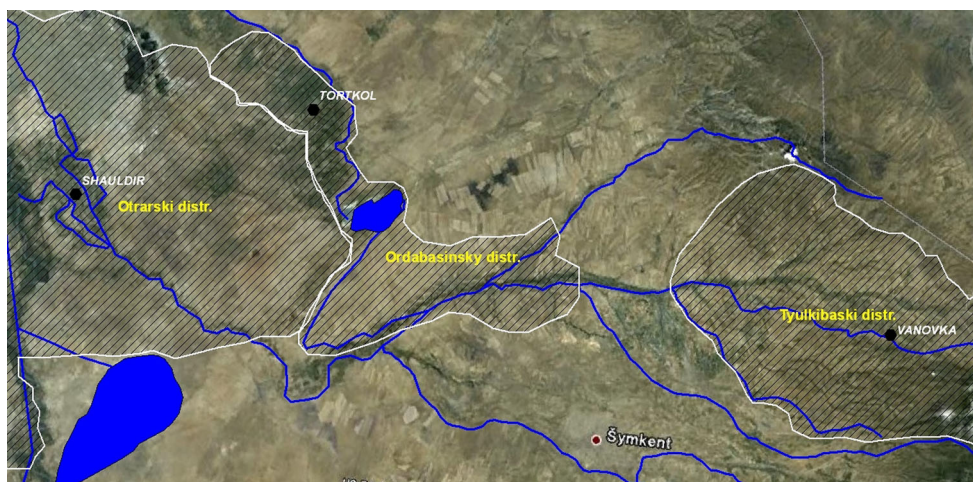 TORTKOL
SHAULDIR
Otrarski distr.
Ordabasinsky distr.
Tyulkibaski distr.
VANOVKA
Šymkent